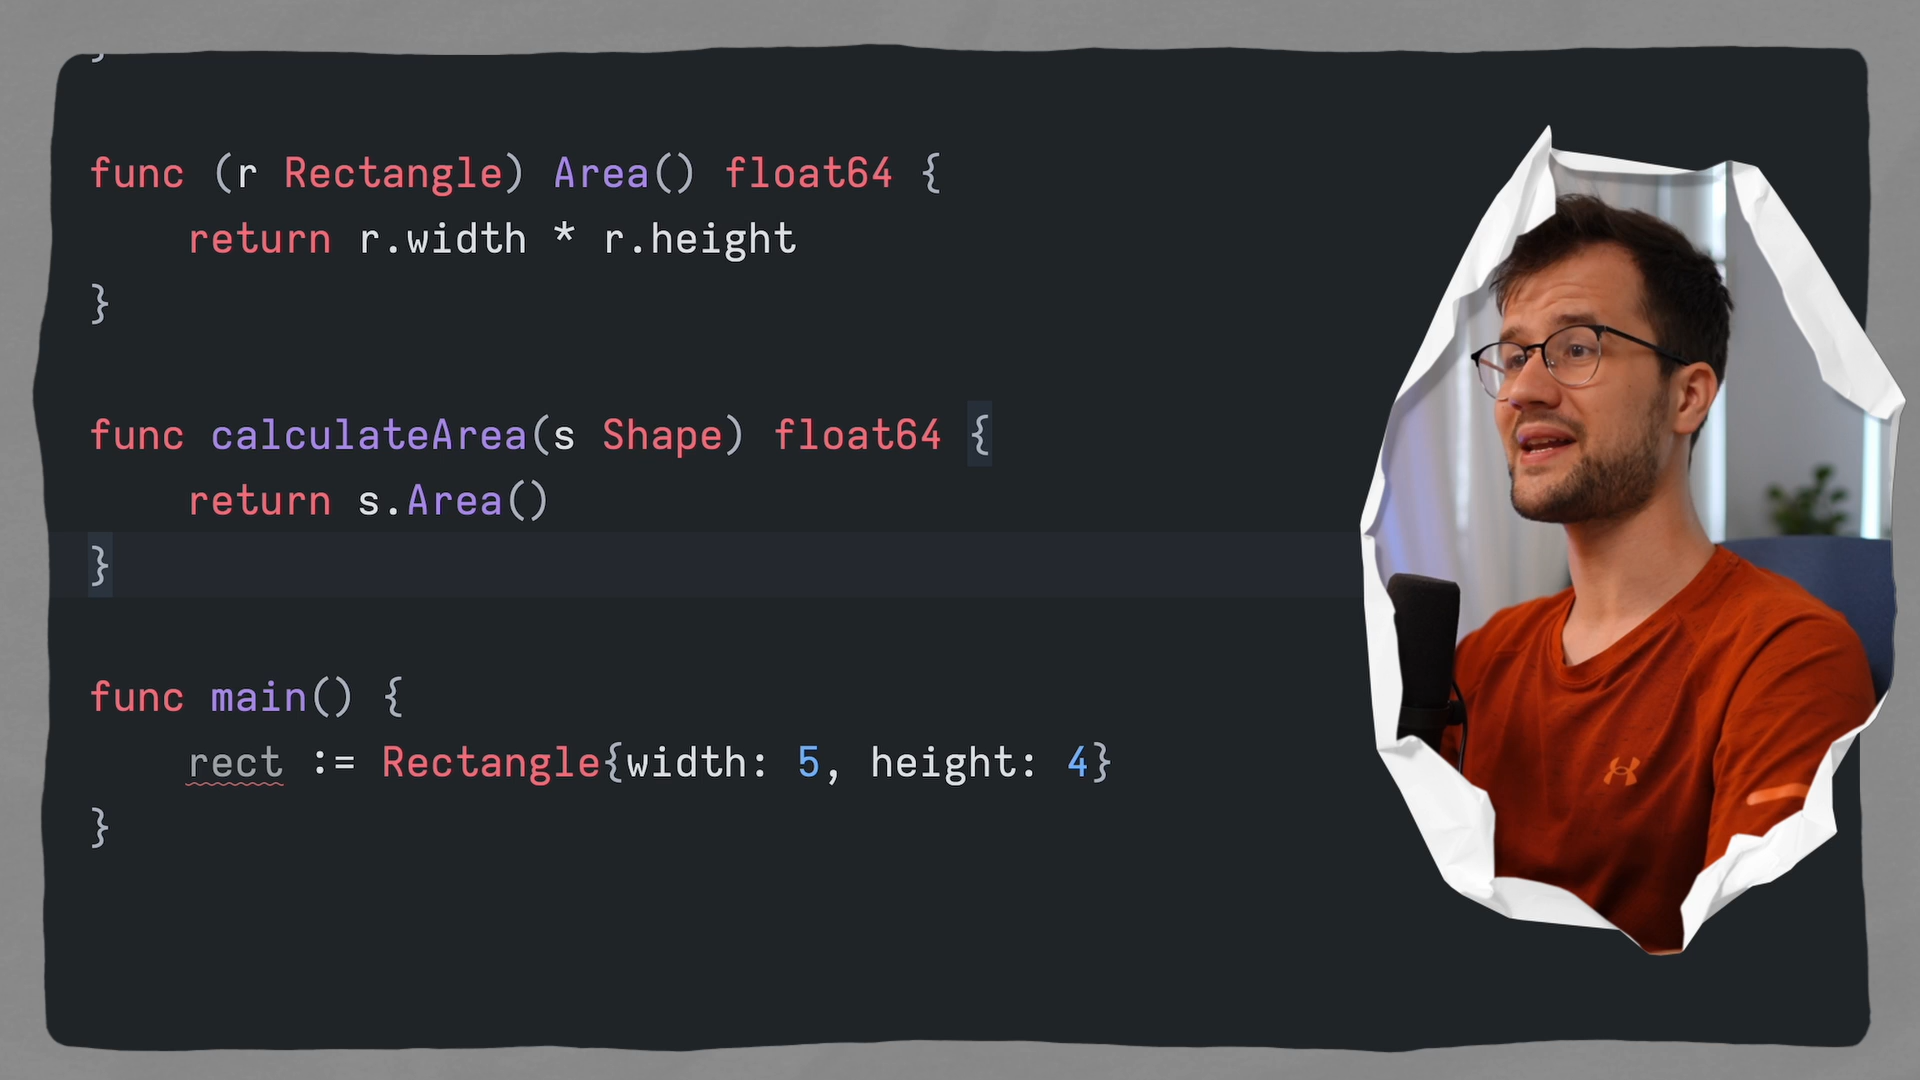 }
func (r Rectangle) Area() float64 {
    return r.width * r.height
}
func calculateArea(s Shape) float64 {
    return s.Area()
}
func main() {
    rect := Rectangle{width: 5, height: 4}
}